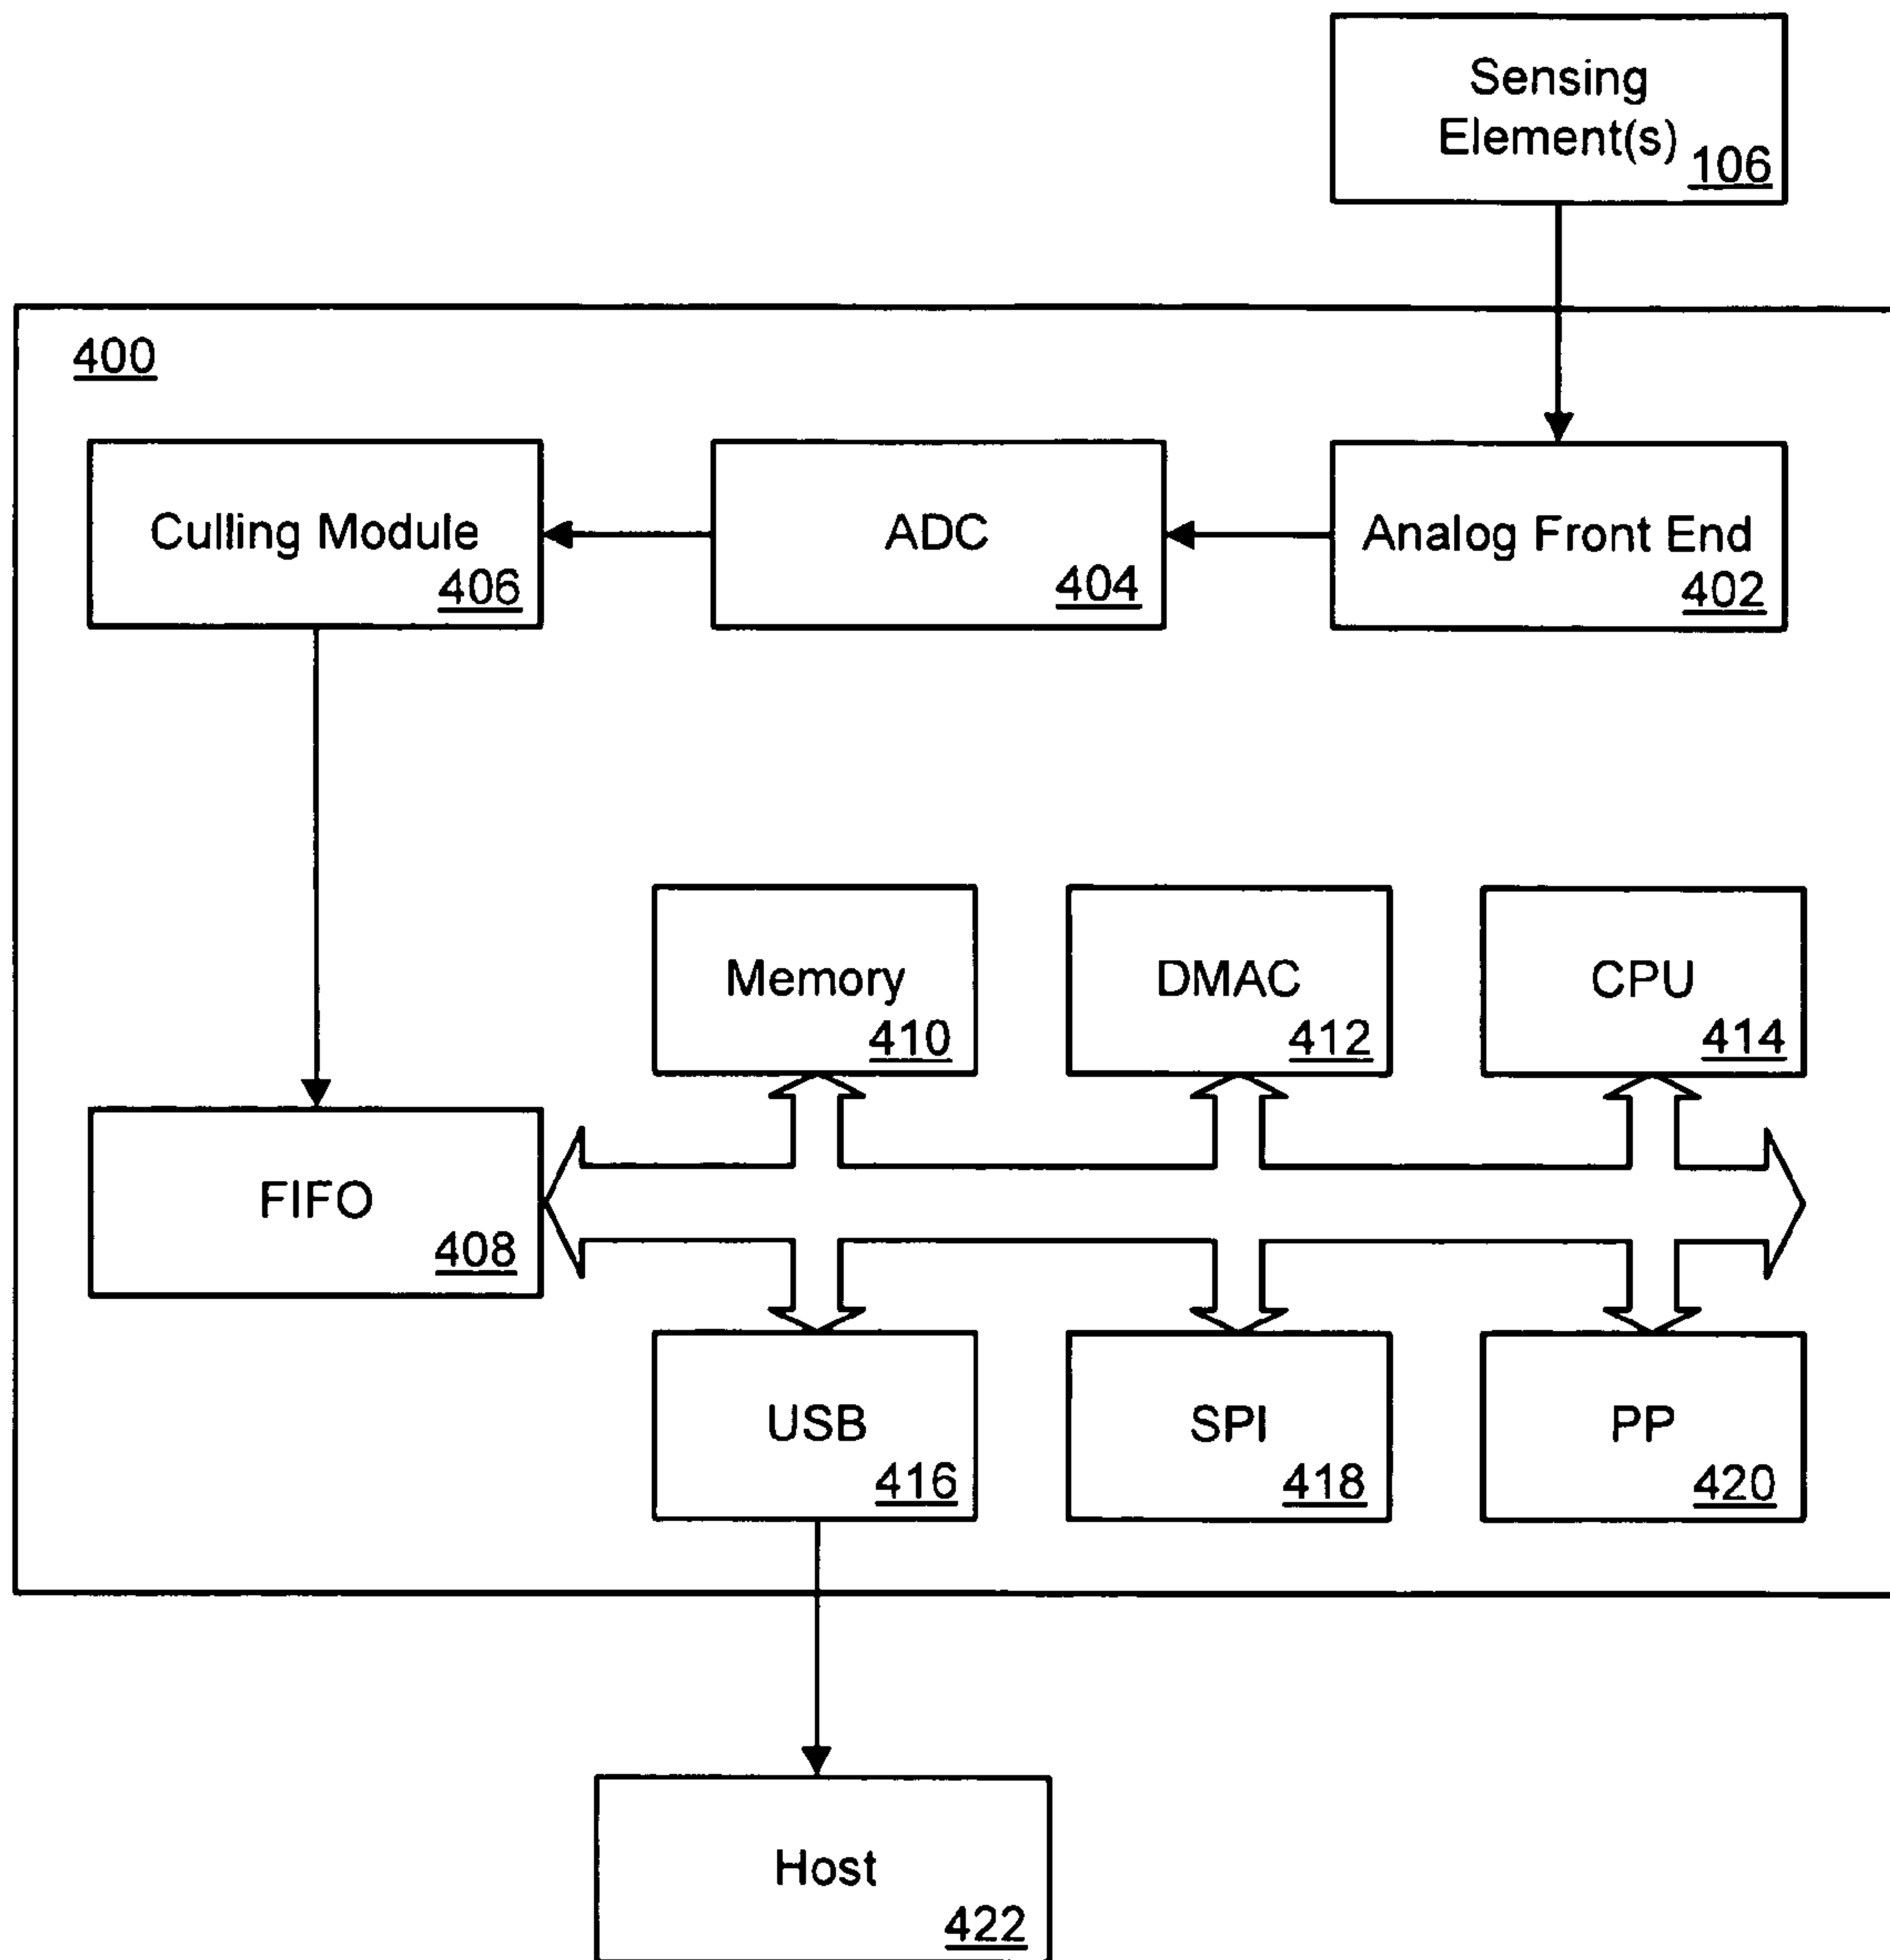 Sensing
Element(s)
106
400
Culling Module
406
ADC
404
Analog Front End
402
Memory
410
DMAC
412
CPU
414
FIFO
408
USB
416
SPI
418
PP
420
Host
422